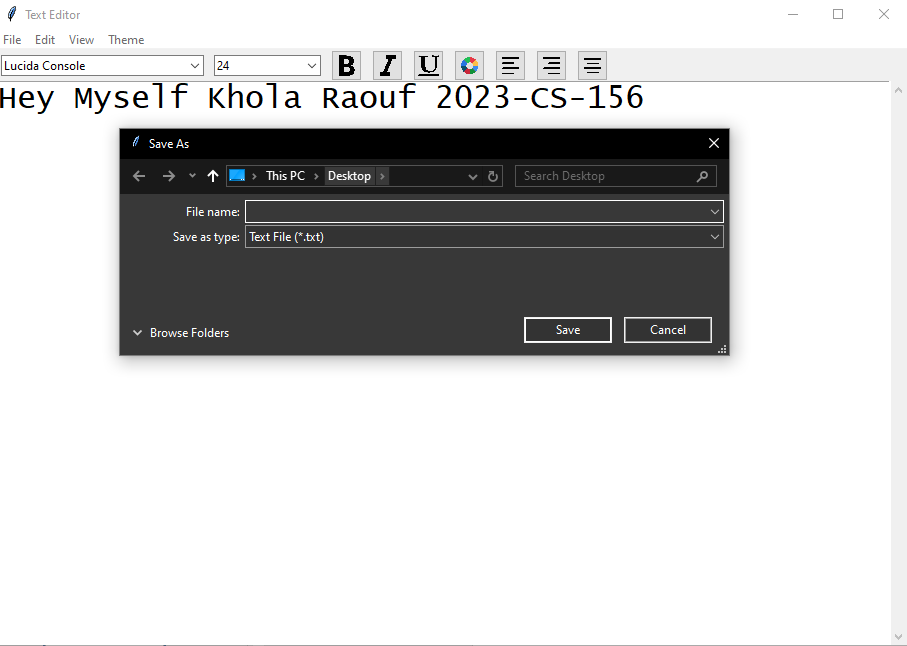 Text Editor
File Edit View Theme
Lucida Console 24 B I U
Hey Myself Khola Raouf 2023-CS-156
Save As
This PC Desktop Search Desktop
File name:
Save as type: Text File (*.txt)
Browse Folders Save Cancel